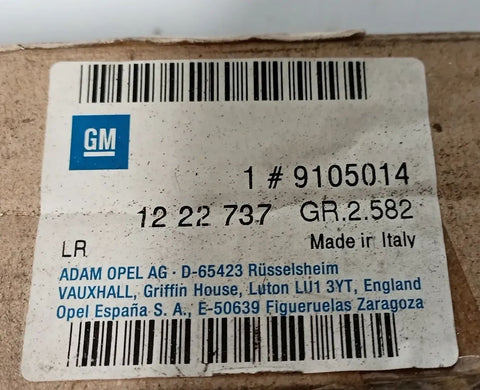 GM
1 # 9105014
12 22 737 GR.2.582
LR Made in Italy
ADAM OPEL AG · D-65423 Rüsselsheim
VAUXHALL, Griffin House, Luton LU1 3YT, England
Opel España S. A., E-50639 Figueruelas Zaragoza